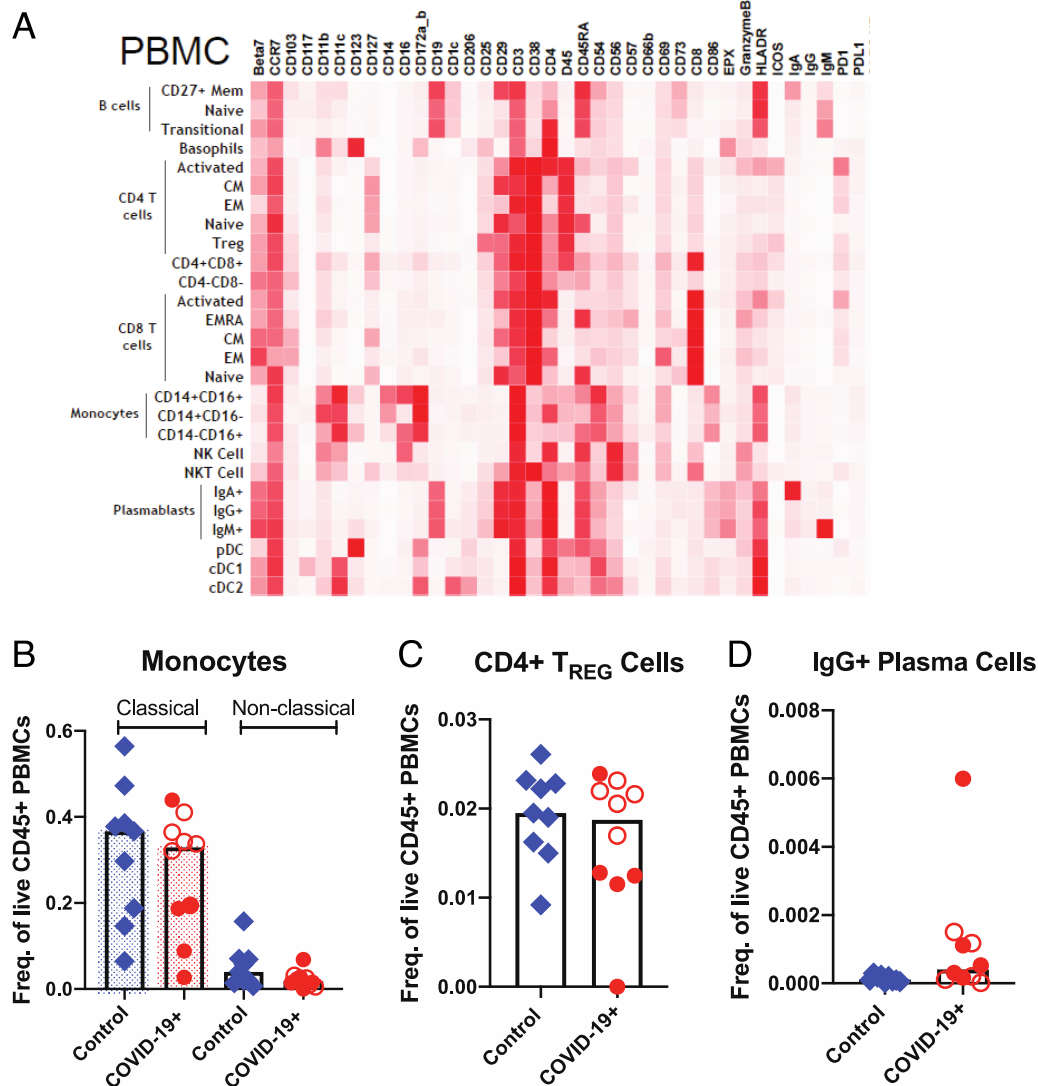 A
PBMC
Beta7
CCR7
CD103
CD117
CD11b
CD11c
CD123
CD127
CD14
CD16
CD172a_b
CD19
CD1c
CD206
CD25
CD29
CD3
CD38
CD4
D45
CD45RA
CD54
CD56
CD57
CD66b
CD69
CD73
CD8
CD86
EPX
GranzymeB
HLADR
ICOS
IgA
IgG
IgM
PD1
PDL1
B cells
CD27+ Mem
Naive
Transitional
Basophils
CD4 T
cells
Activated
CM
EM
Naive
Treg
CD4+CD8+
CD4-CD8-
CD8 T
cells
Activated
EMRA
CM
EM
Naive
Monocytes
CD14+CD16+
CD14+CD16-
CD14-CD16+
NK Cell
NKT Cell
Plasmablasts
IgA+
IgG+
IgM+
pDC
cDC1
cDC2
B
Monocytes
Classical
Non-classical
Freq. of live CD45+ PBMCs
0.6
0.4
0.2
0.0
Control
COVID-19+
Control
COVID-19+
C
CD4+ TREG Cells
Freq. of live CD45+ PBMCs
0.03
0.02
0.01
0.00
Control
COVID-19+
D
IgG+ Plasma Cells
Freq. of live CD45+ PBMCs
0.008
0.006
0.004
0.002
0.000
Control
COVID-19+